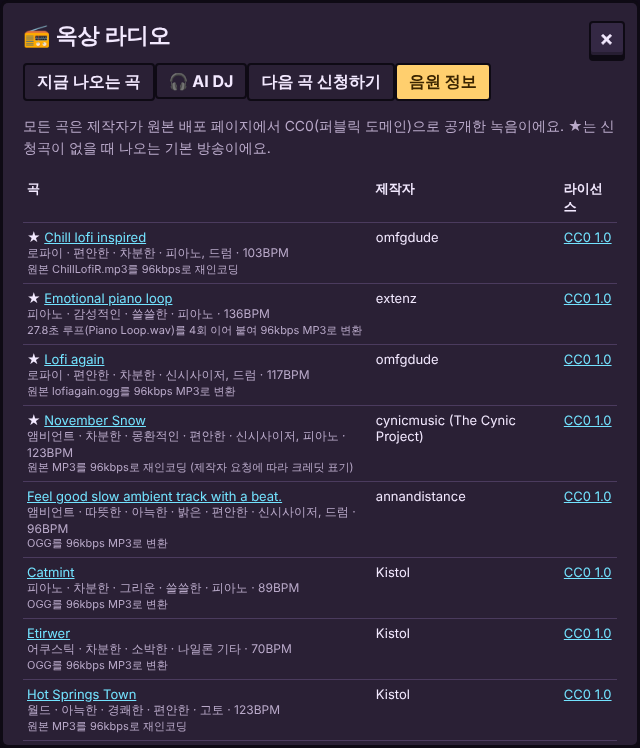 📻 옥상 라디오
×
지금 나오는 곡 🎧 AI DJ 다음 곡 신청하기 음원 정보
모든 곡은 제작자가 원본 배포 페이지에서 CC0(퍼블릭 도메인)으로 공개한 녹음이에요. ★는 신
청곡이 없을 때 나오는 기본 방송이에요.
곡 제작자 라이선
스
★ Chill lofi inspired omfgdude CC0 1.0
로파이 · 편안한 · 차분한 · 피아노, 드럼 · 103BPM
원본 ChillLofiR.mp3를 96kbps로 재인코딩
★ Emotional piano loop extenz CC0 1.0
피아노 · 감성적인 · 쓸쓸한 · 피아노 · 136BPM
27.8초 루프(Piano Loop.wav)를 4회 이어 붙여 96kbps MP3로 변환
★ Lofi again omfgdude CC0 1.0
로파이 · 편안한 · 차분한 · 신시사이저, 드럼 · 117BPM
원본 lofiagain.ogg를 96kbps MP3로 변환
★ November Snow cynicmusic (The Cynic CC0 1.0
Project)
앰비언트 · 차분한 · 몽환적인 · 편안한 · 신시사이저, 피아노 ·
123BPM
원본 MP3를 96kbps로 재인코딩 (제작자 요청에 따라 크레딧 표기)
Feel good slow ambient track with a beat. annandistance CC0 1.0
앰비언트 · 따뜻한 · 아늑한 · 밝은 · 편안한 · 신시사이저, 드럼 ·
96BPM
OGG를 96kbps MP3로 변환
Catmint Kistol CC0 1.0
피아노 · 차분한 · 그리운 · 쓸쓸한 · 피아노 · 89BPM
OGG를 96kbps MP3로 변환
Etirwer Kistol CC0 1.0
어쿠스틱 · 차분한 · 소박한 · 나일론 기타 · 70BPM
OGG를 96kbps MP3로 변환
Hot Springs Town Kistol CC0 1.0
월드 · 아늑한 · 경쾌한 · 편안한 · 고토 · 123BPM
원본 MP3를 96kbps로 재인코딩